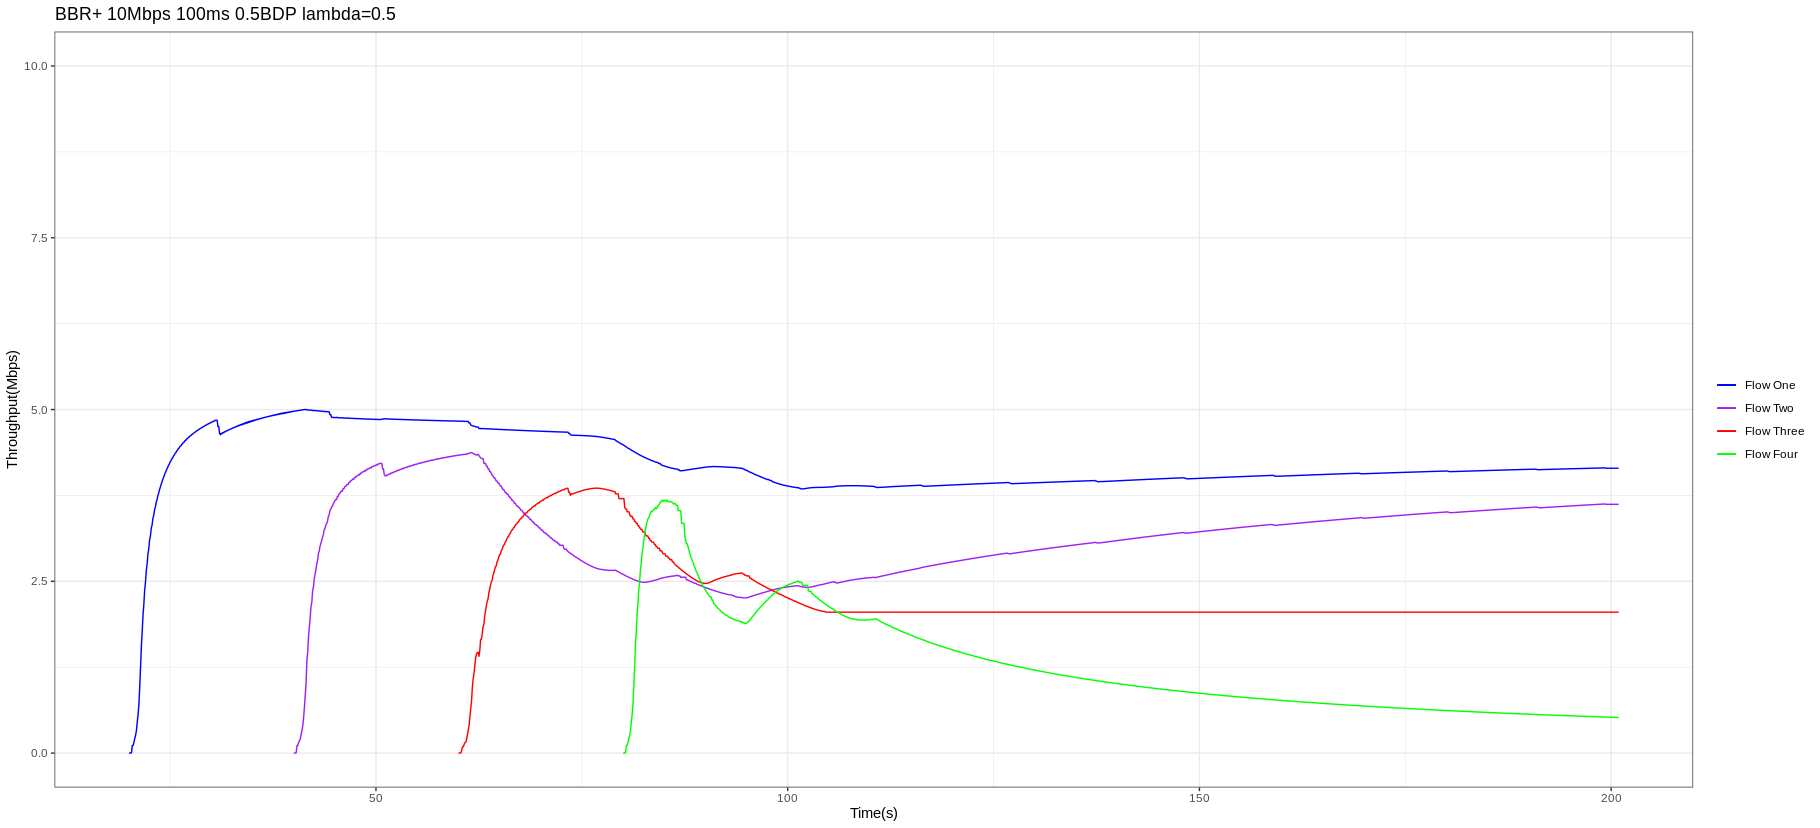 BBR+ 10Mbps 100ms 0.5BDP lambda=0.5
Throughput(Mbps)
10.0
7.5
5.0
2.5
0.0
50
100
150
200
Time(s)
Flow One
Flow Two
Flow Three
Flow Four